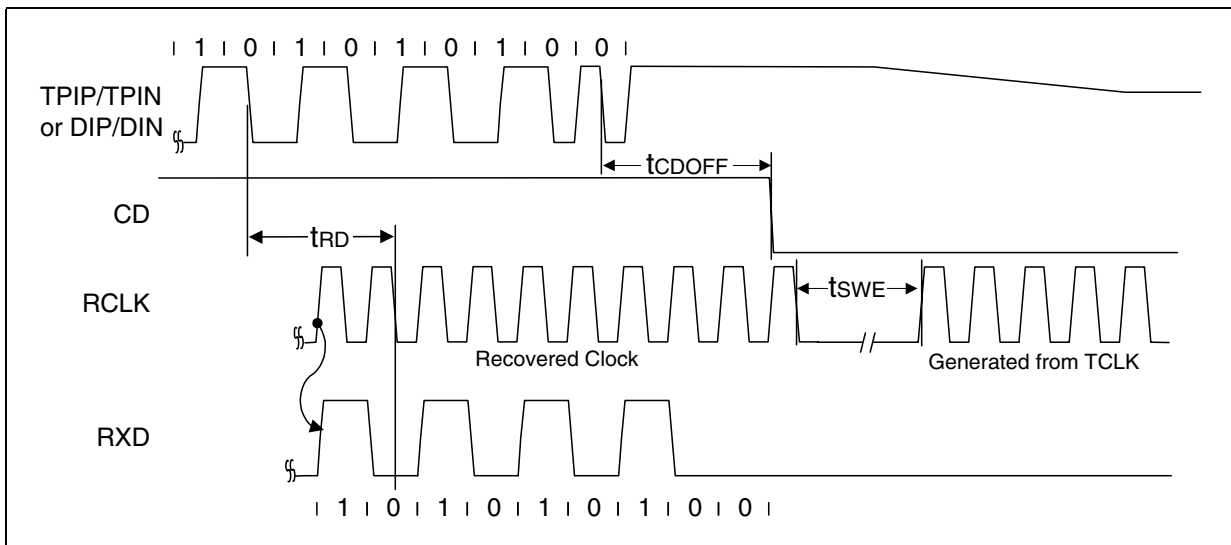 1 0 1 0 1 0 1 0 0
TPIP/TPIN
or DIP/DIN
tCDOFF
CD
tRD
RCLK
tSWE
Recovered Clock
Generated from TCLK
RXD
1 0 1 0 1 0 1 0 0